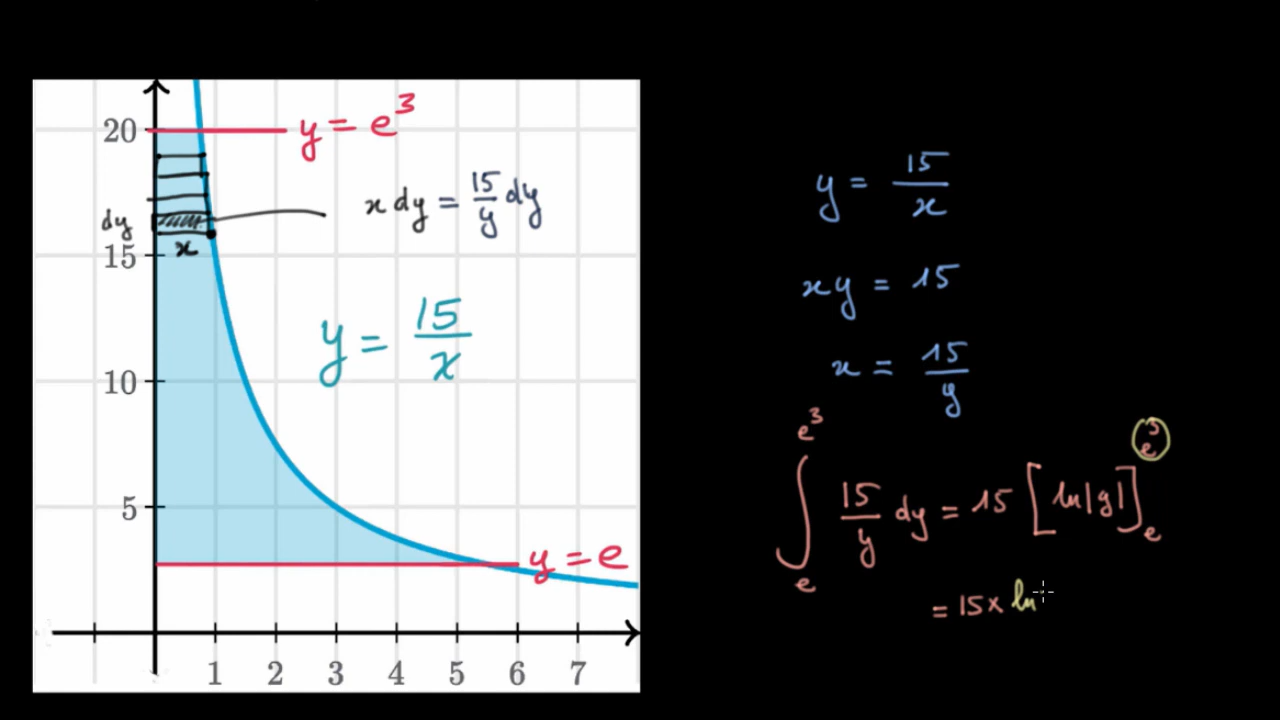 20
y = e³
dy
x dy = 15/y dy
x
15
y = 15/x
10
5
y = e
1 2 3 4 5 6 7
y = 15/x
xy = 15
x = 15/y
∫ₑ^(e³) 15/y dy = 15 [ln|y|]ₑ^(e³)
= 15 × ln